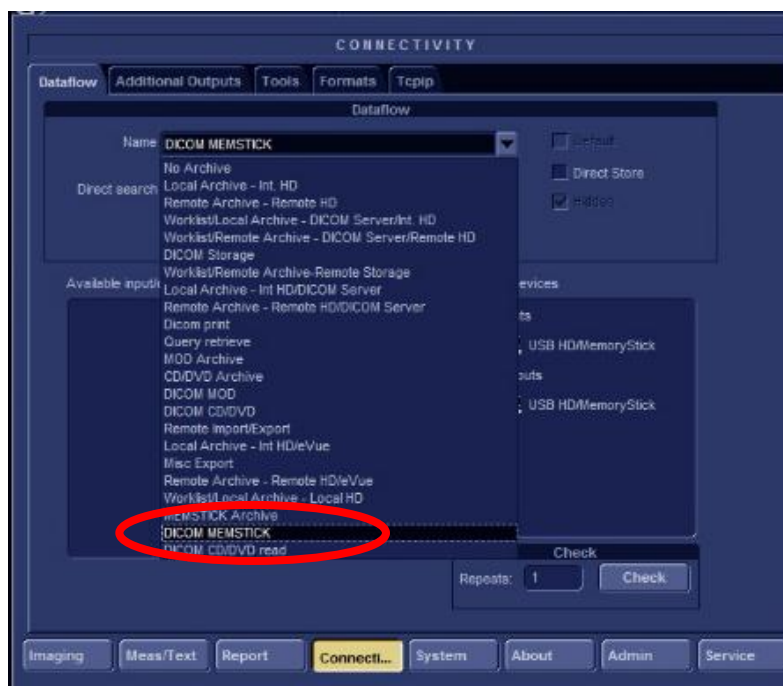 CONNECTIVITY
Dataflow Additional Outputs Tools Formats Tcpip
Dataflow
Name DICOM MEMSTICK Default
No Archive
Direct search Local Archive - Int. HD Direct Store
Remote Archive - Remote HD Hidden
Worklist/Local Archive - DICOM Server/Int. HD
Worklist/Remote Archive - DICOM Server/Remote HD
DICOM Storage
Worklist/Remote Archive-Remote Storage
Available input/ Local Archive - Int HD/DICOM Server evices
Remote Archive - Remote HD/DICOM Server
Dicom print
Query retrieve
MOD Archive USB HD/MemoryStick
CD/DVD Archive
DICOM MOD
DICOM CD/DVD USB HD/MemoryStick
Remote Import/Export
Local Archive - Int HD/eVue
Misc Export
Remote Archive - Remote HD/eVue
Worklist/Local Archive - Local HD
MEMSTICK Archive
DICOM MEMSTICK
DICOM CD/DVD read Check
Repeats: 1 Check
Imaging Meas/Text Report Connecti... System About Admin Service